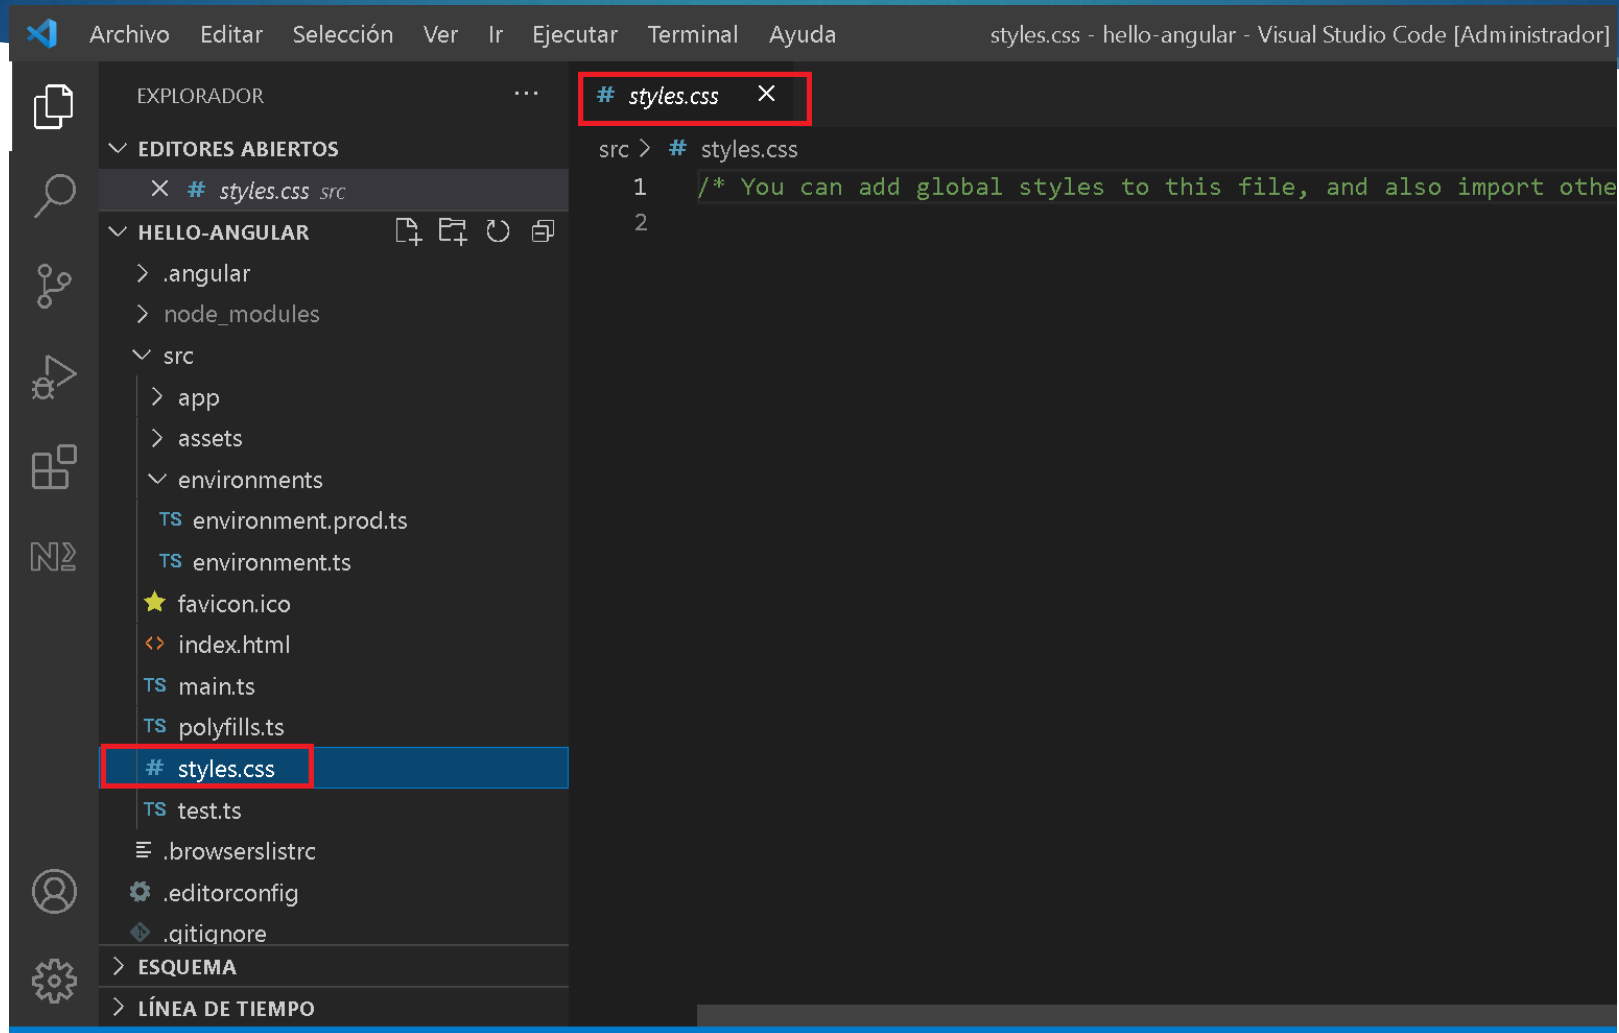 Archivo Editar Selección Ver Ir Ejecutar Terminal Ayuda styles.css - hello-angular - Visual Studio Code [Administrador]
EXPLORADOR ...
EDITORES ABIERTOS
# styles.css src
HELLO-ANGULAR
.angular
node_modules
src
app
assets
environments
TS environment.prod.ts
TS environment.ts
favicon.ico
<> index.html
TS main.ts
TS polyfills.ts
# styles.css
TS test.ts
.browserslistrc
.editorconfig
.gitignore
ESQUEMA
LÍNEA DE TIEMPO
# styles.css
src > # styles.css
1 /* You can add global styles to this file, and also import othe
2